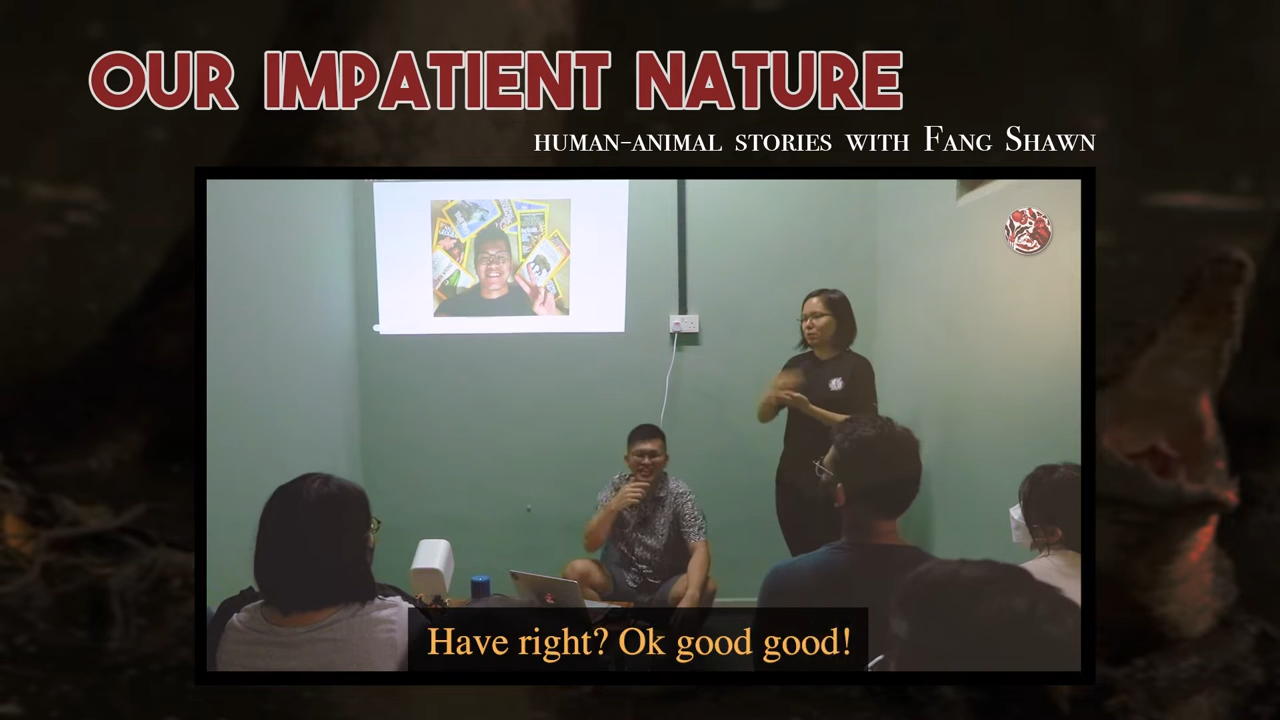 OUR IMPATIENT NATURE
HUMAN-ANIMAL STORIES WITH FANG SHAWN
Have right? Ok good good!